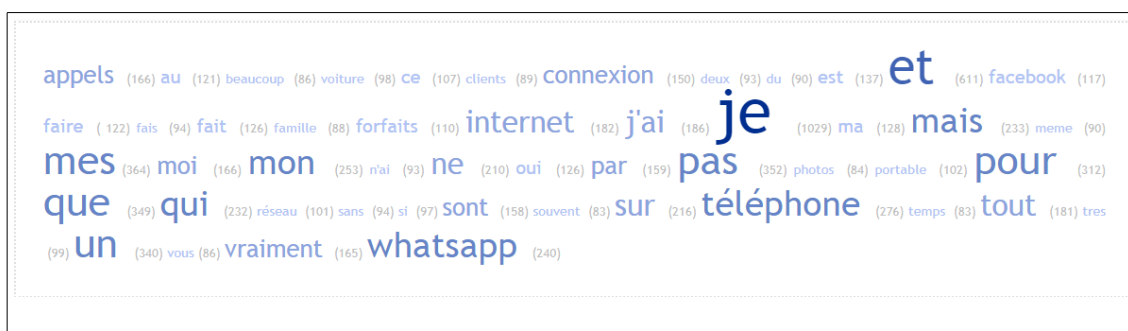 appels (166) au (121) beaucoup (86) voiture (98) ce (107) clients (89) connexion (150) deux (93) du (90) est (137) et (611) facebook (117)
faire ( 122) fais (94) fait (126) famille (88) forfaits (110) internet (182) j'ai (186) je (1029) ma (128) mais (233) meme (90)
mes (364) moi (166) mon (253) n'ai (93) ne (210) oui (126) par (159) pas (352) photos (84) portable (102) pour (312)
que (349) qui (232) réseau (101) sans (94) si (97) sont (158) souvent (83) sur (216) téléphone (276) temps (83) tout (181) tres
(99) un (340) vous (86) vraiment (165) whatsapp (240)